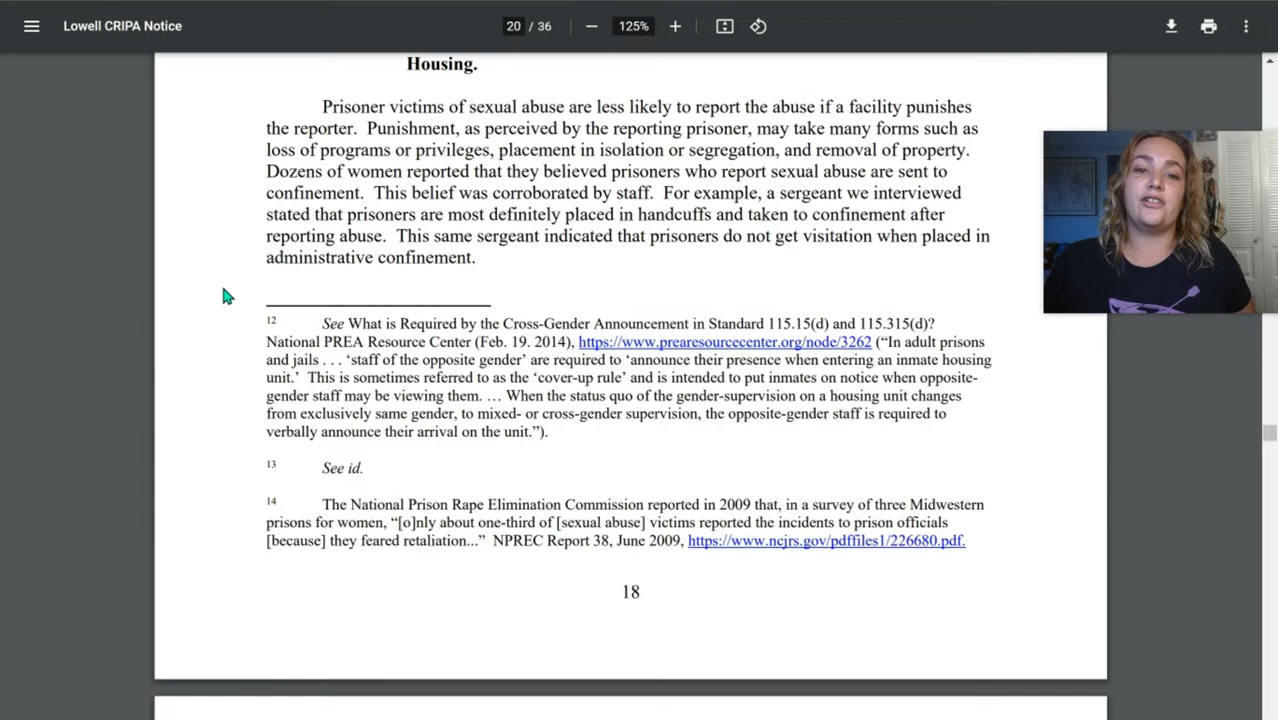 Lowell CRIPA Notice
20 / 36
125%
Housing.
Prisoner victims of sexual abuse are less likely to report the abuse if a facility punishes
the reporter. Punishment, as perceived by the reporting prisoner, may take many forms such as
loss of programs or privileges, placement in isolation or segregation, and removal of property.
Dozens of women reported that they believed prisoners who report sexual abuse are sent to
confinement. This belief was corroborated by staff. For example, a sergeant we interviewed
stated that prisoners are most definitely placed in handcuffs and taken to confinement after
reporting abuse. This same sergeant indicated that prisoners do not get visitation when placed in
administrative confinement.
12 See What is Required by the Cross-Gender Announcement in Standard 115.15(d) and 115.315(d)?
National PREA Resource Center (Feb. 19. 2014), https://www.prearesourcecenter.org/node/3262 (“In adult prisons
and jails . . . ‘staff of the opposite gender’ are required to ‘announce their presence when entering an inmate housing
unit.’ This is sometimes referred to as the ‘cover-up rule’ and is intended to put inmates on notice when opposite-
gender staff may be viewing them. … When the status quo of the gender-supervision on a housing unit changes
from exclusively same gender, to mixed- or cross-gender supervision, the opposite-gender staff is required to
verbally announce their arrival on the unit.”).
13 See id.
14 The National Prison Rape Elimination Commission reported in 2009 that, in a survey of three Midwestern
prisons for women, “[o]nly about one-third of [sexual abuse] victims reported the incidents to prison officials
[because] they feared retaliation...” NPREC Report 38, June 2009, https://www.ncjrs.gov/pdffiles1/226680.pdf.
18